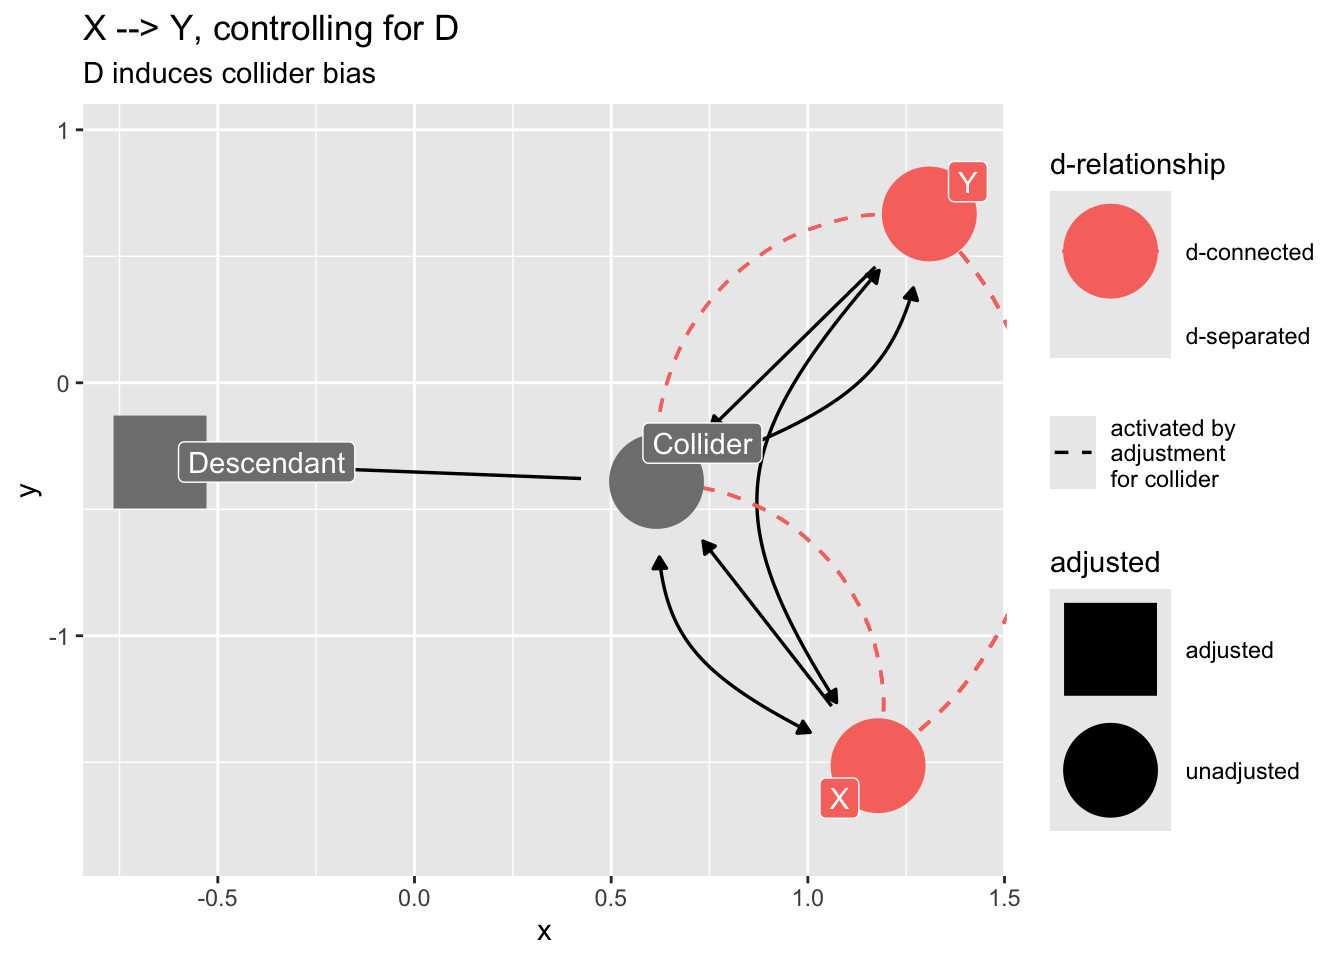 X --> Y, controlling for D
D induces collider bias
1
0
-1
y
-0.5
0.0
0.5
1.0
1.5
x
Y
Collider
Descendant
X
d-relationship
d-connected
d-separated
activated by
adjustment
for collider
adjusted
adjusted
unadjusted